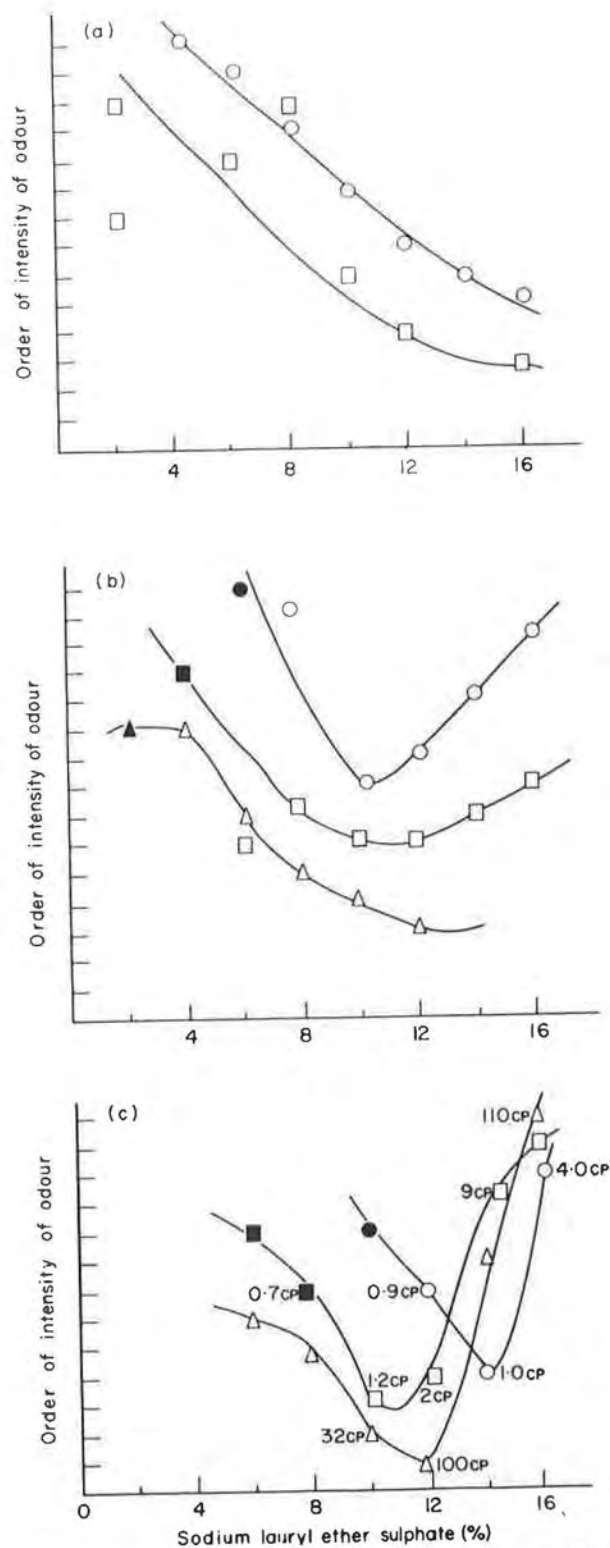 (a)
Order of intensity of odour
4 8 12 16
(b)
Order of intensity of odour
4 8 12 16
(c)
Order of intensity of odour
110CP
9CP
4·0CP
0·7CP
0·9CP
1·2CP
2CP
1·0CP
32CP
100CP
0 4 8 12 16
Sodium lauryl ether sulphate (%)